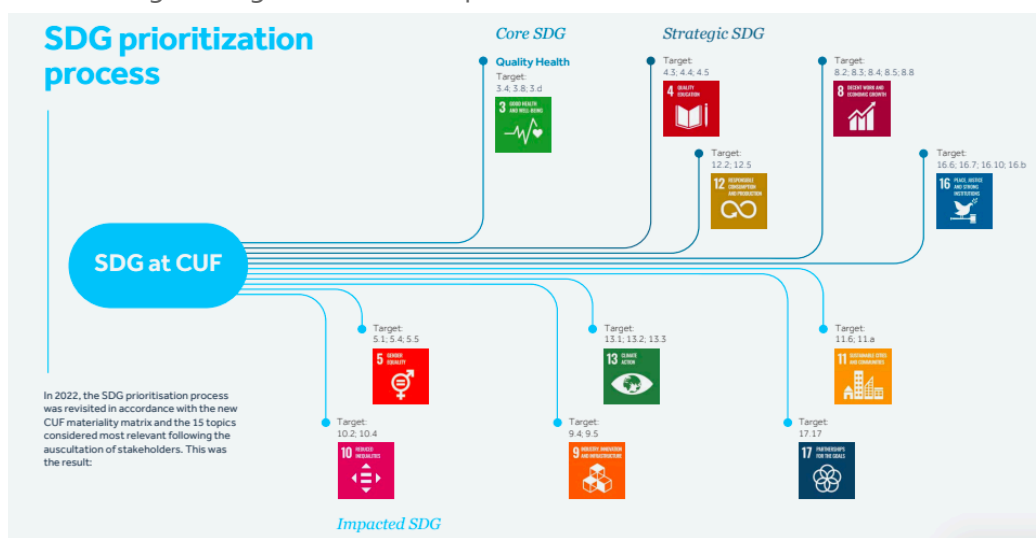 SDG prioritization
process
Core SDG
Quality Health
Target:
3.4; 3.8; 3.d
3 GOOD HEALTH
AND WELL-BEING
Strategic SDG
Target:
4.3; 4.4; 4.5
4 QUALITY
EDUCATION
Target:
8.2; 8.3; 8.4; 8.5; 8.8
8 DECENT WORK AND
ECONOMIC GROWTH
Target:
12.2; 12.5
12 RESPONSIBLE
CONSUMPTION
AND PRODUCTION
Target:
16.6; 16.7; 16.10; 16.b
16 PEACE, JUSTICE
AND STRONG
INSTITUTIONS
SDG at CUF
Target:
5.1; 5.4; 5.5
5 GENDER
EQUALITY
Target:
13.1; 13.2; 13.3
13 CLIMATE
ACTION
Target:
11.6; 11.a
11 SUSTAINABLE CITIES
AND COMMUNITIES
In 2022, the SDG prioritisation process
was revisited in accordance with the new
CUF materiality matrix and the 15 topics
considered most relevant following the
auscultation of stakeholders. This was
the result:
Target:
10.2; 10.4
10 REDUCED
INEQUALITIES
Target:
9.4; 9.5
9 INDUSTRY, INNOVATION
AND INFRASTRUCTURE
Target:
17.17
17 PARTNERSHIPS
FOR THE GOALS
Impacted SDG